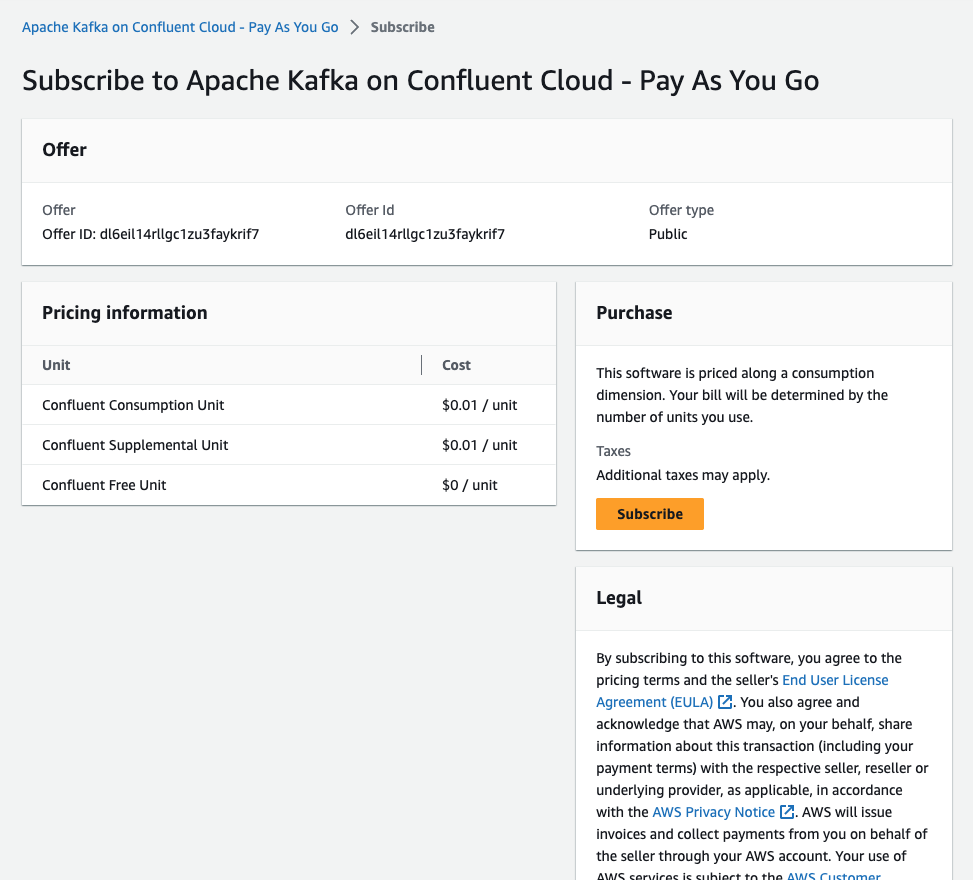 Apache Kafka on Confluent Cloud - Pay As You Go > Subscribe
Subscribe to Apache Kafka on Confluent Cloud - Pay As You Go
Offer
Offer Offer Id Offer type
Offer ID: dl6eil14rllgc1zu3faykrif7 dl6eil14rllgc1zu3faykrif7 Public
Pricing information
Unit Cost
Confluent Consumption Unit $0.01 / unit
Confluent Supplemental Unit $0.01 / unit
Confluent Free Unit $0 / unit
Purchase
This software is priced along a consumption
dimension. Your bill will be determined by the
number of units you use.
Taxes
Additional taxes may apply.
Subscribe
Legal
By subscribing to this software, you agree to the
pricing terms and the seller's End User License
Agreement (EULA). You also agree and
acknowledge that AWS may, on your behalf, share
information about this transaction (including your
payment terms) with the respective seller, reseller or
underlying provider, as applicable, in accordance
with the AWS Privacy Notice. AWS will issue
invoices and collect payments from you on behalf of
the seller through your AWS account. Your use of
AWS services is subject to the AWS Customer